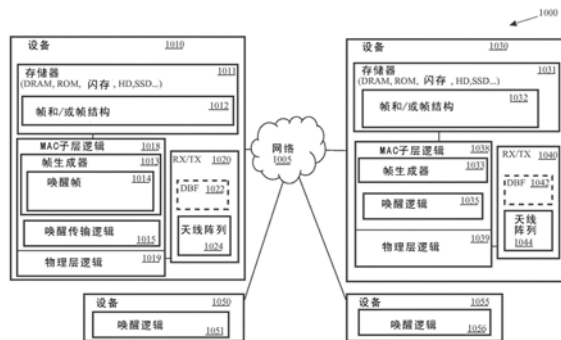 1000
设备 1010
存储器 1011
(DRAM, ROM, 闪存, HD,SSD...)
帧和/或帧结构 1012
MAC子层逻辑 1018
帧生成器 1013
唤醒帧 1014
唤醒传输逻辑 1015
物理层逻辑 1019
RX/TX 1020
DBF 1022
天线阵列
1024
网络
1005
设备 1030
存储器 1031
(DRAM, ROM, 闪存, HD,SSD...)
帧和/或帧结构 1032
MAC子层逻辑 1038
帧生成器 1033
唤醒逻辑 1035
物理层逻辑 1039
RX/TX 1040
DBF 1042
天线
阵列
1044
设备 1050
唤醒逻辑 1051
设备 1055
唤醒逻辑 1056